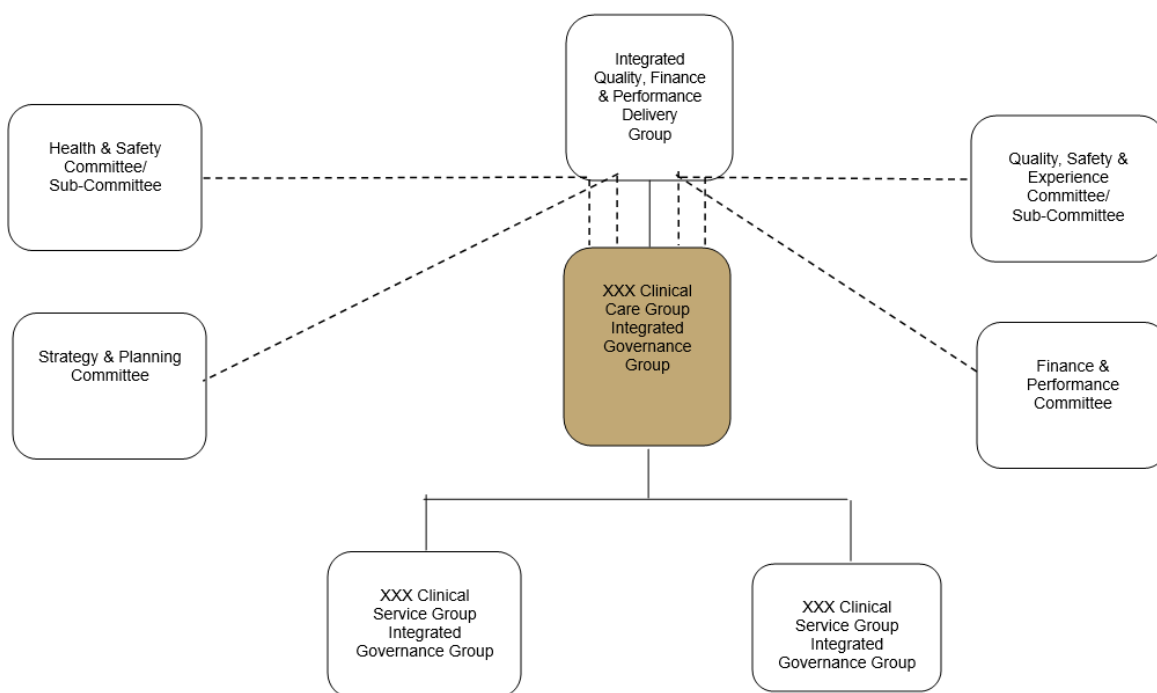 Integrated
Quality, Finance
& Performance
Delivery
Group
Health & Safety
Committee/
Sub-Committee
Quality, Safety &
Experience
Committee/
Sub-Committee
XXX Clinical
Care Group
Integrated
Governance
Group
Strategy & Planning
Committee
Finance &
Performance
Committee
XXX Clinical
Service Group
Integrated
Governance Group
XXX Clinical
Service Group
Integrated
Governance Group